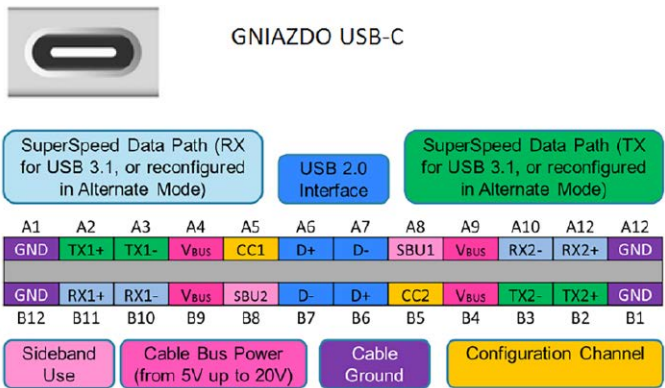 GNIAZDO USB-C
SuperSpeed Data Path (RX
for USB 3.1, or reconfigured
in Alternate Mode)
USB 2.0
Interface
SuperSpeed Data Path (TX
for USB 3.1, or reconfigured
in Alternate Mode)
A1 A2 A3 A4 A5 A6 A7 A8 A9 A10 A12 A12
GND TX1+ TX1- VBUS CC1 D+ D- SBU1 VBUS RX2- RX2+ GND
GND RX1+ RX1- VBUS SBU2 D- D+ CC2 VBUS TX2- TX2+ GND
B12 B11 B10 B9 B8 B7 B6 B5 B4 B3 B2 B1
Sideband
Use
Cable Bus Power
(from 5V up to 20V)
Cable
Ground
Configuration Channel